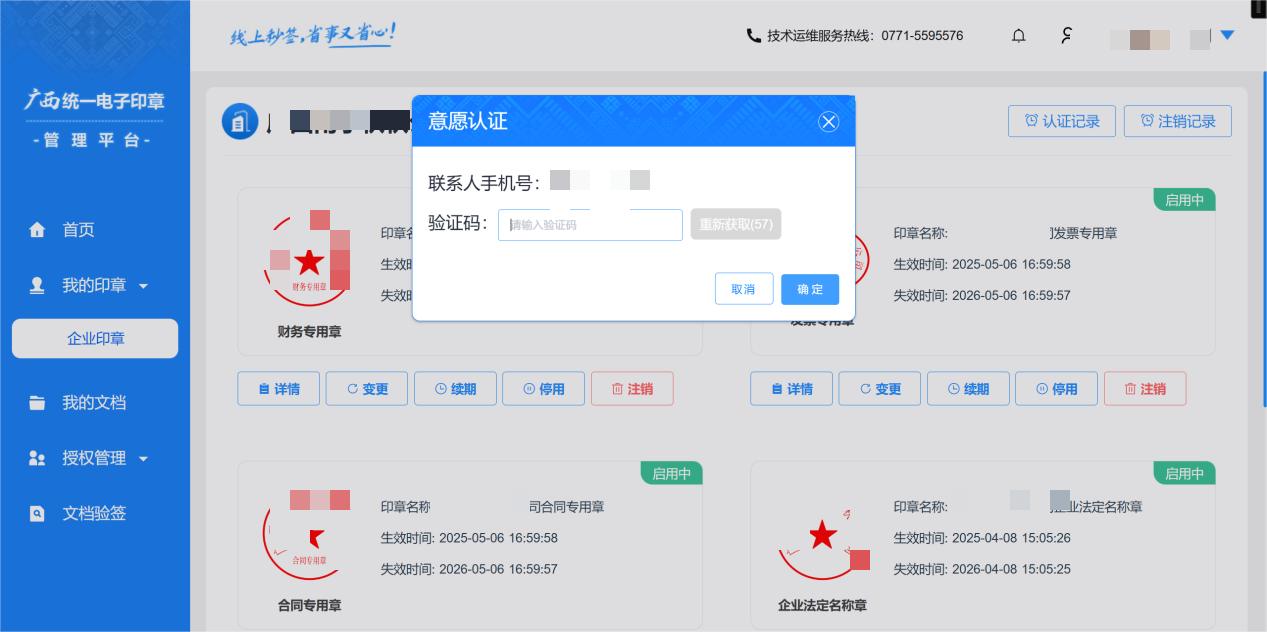 线上秒签,省事又省心!
技术运维服务热线：0771-5595576
广西统一电子印章
-管 理 平 台-
首页
我的印章
企业印章
我的文档
授权管理
文档验签
认证记录
注销记录
意愿认证
联系人手机号：
验证码：
请输入验证码
重新获取(57)
取消
确 定
印章名
生效时
失效时
财务专用章
财务专用章
详情
变更
续期
停用
注销
启用中
印章名称:
发票专用章
生效时间: 2025-05-06 16:59:58
失效时间: 2026-05-06 16:59:57
发票专用章
详情
变更
续期
停用
注销
启用中
印章名称
司合同专用章
生效时间: 2025-05-06 16:59:58
失效时间: 2026-05-06 16:59:57
合同专用章
合同专用章
启用中
印章名称:
企业法定名称章
生效时间: 2025-04-08 15:05:26
失效时间: 2026-04-08 15:05:25
企业法定名称章